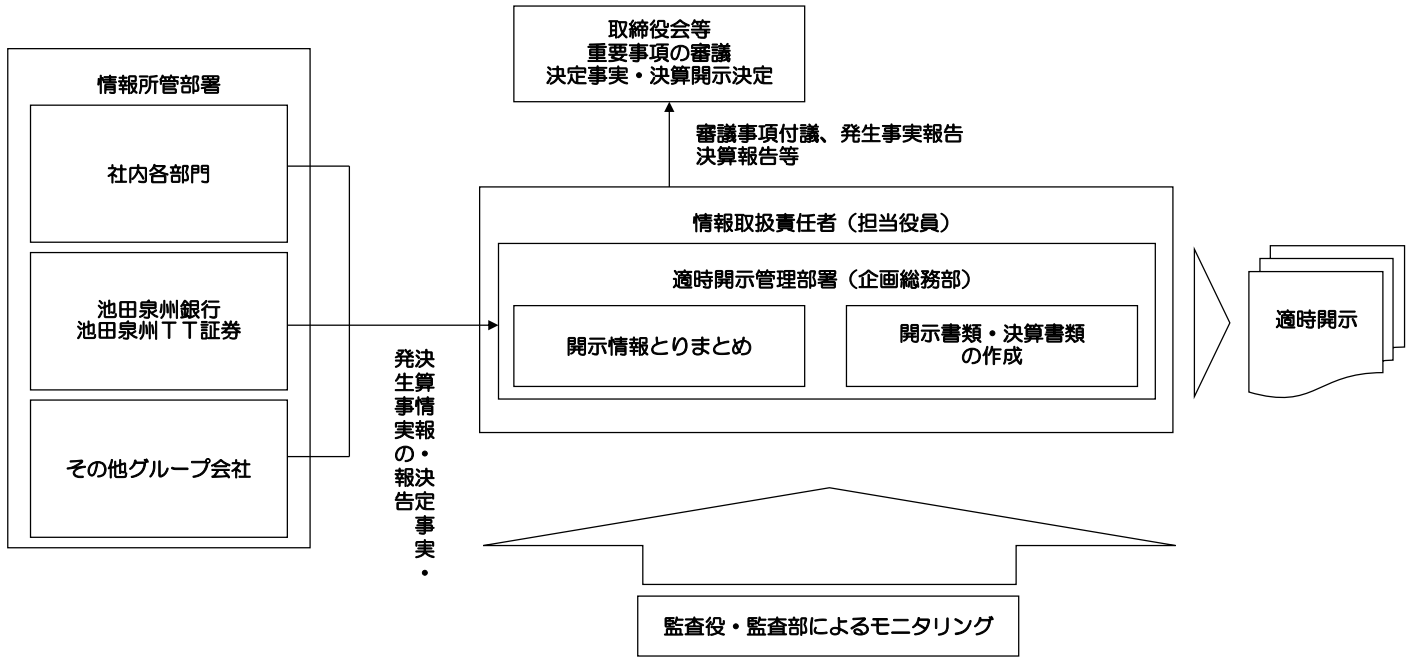 取締役会等
重要事項の審議
決定事実・決算開示決定
情報所管部署
社内各部門
池田泉州銀行
池田泉州ＴＴ証券
その他グループ会社
審議事項付議、発生事実報告
決算報告等
決算情報・決定事実・
発生事実の報告
情報取扱責任者（担当役員）
適時開示管理部署（企画総務部）
開示情報とりまとめ
開示書類・決算書類
の作成
適時開示
監査役・監査部によるモニタリング